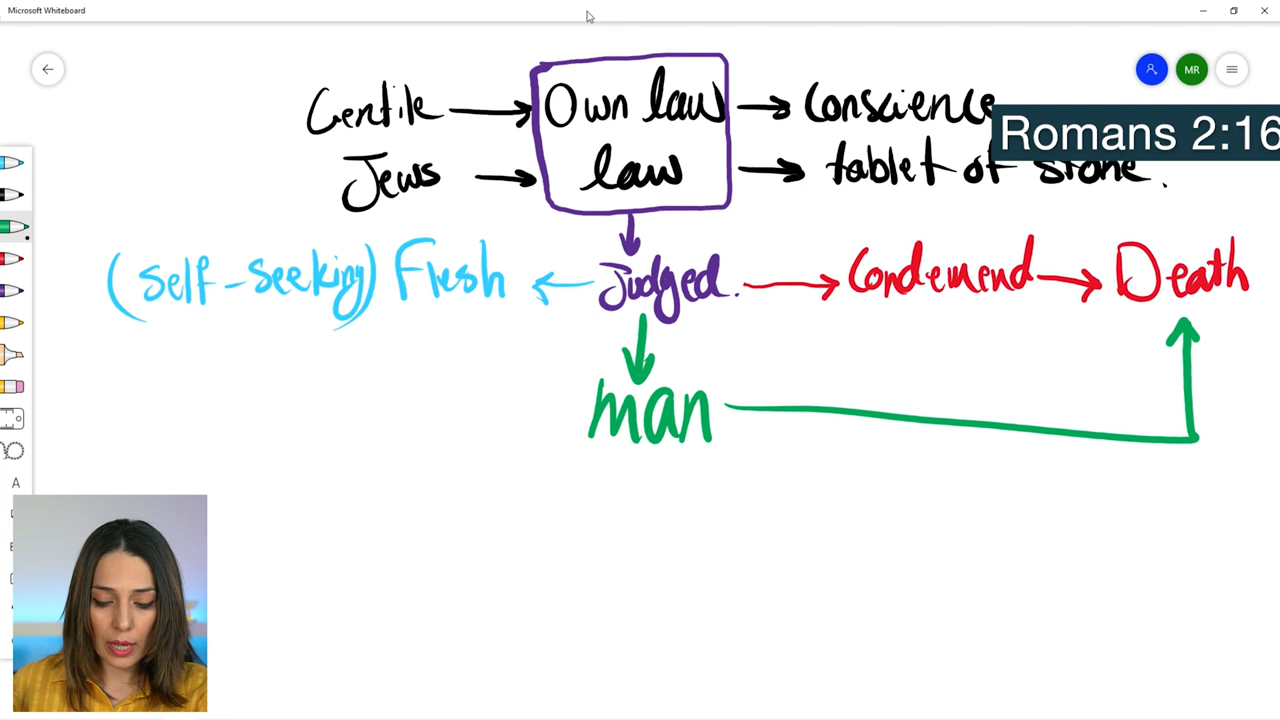 Microsoft Whiteboard
MR
Gentile → Own law → Conscience
Romans 2:16
Jews → law → tablet of stone.
(self-seeking) Flesh ← Judged. → Condemend → Death
man
A